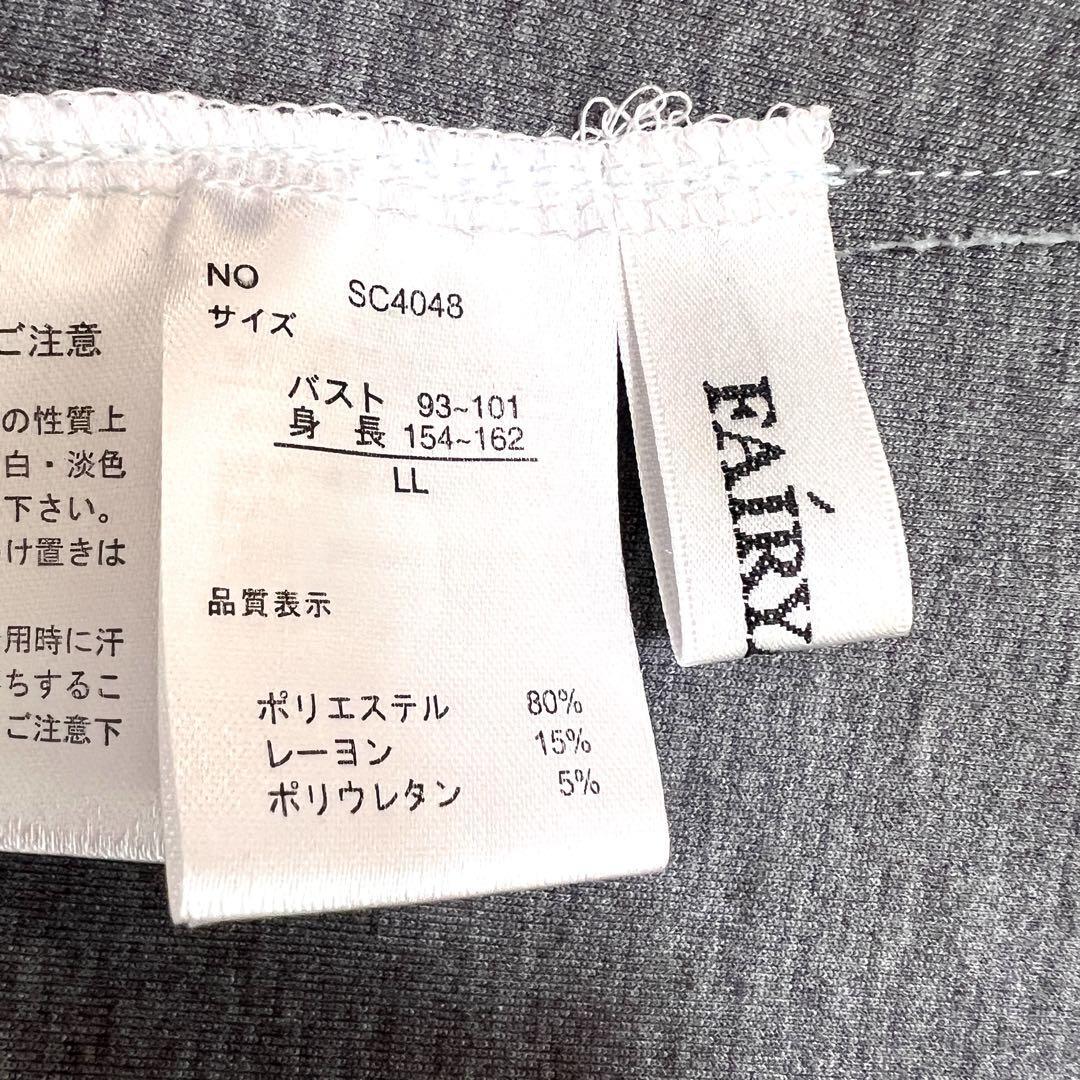 ご注意
の性質上
白・淡色
下さい。
け置きは
用時に汗
ちするこ
ご注意下
NO SC4048
サイズ
バスト 93~101
身長 154~162
LL
品質表示
ポリエステル 80%
レーヨン 15%
ポリウレタン 5%
FAÍRY